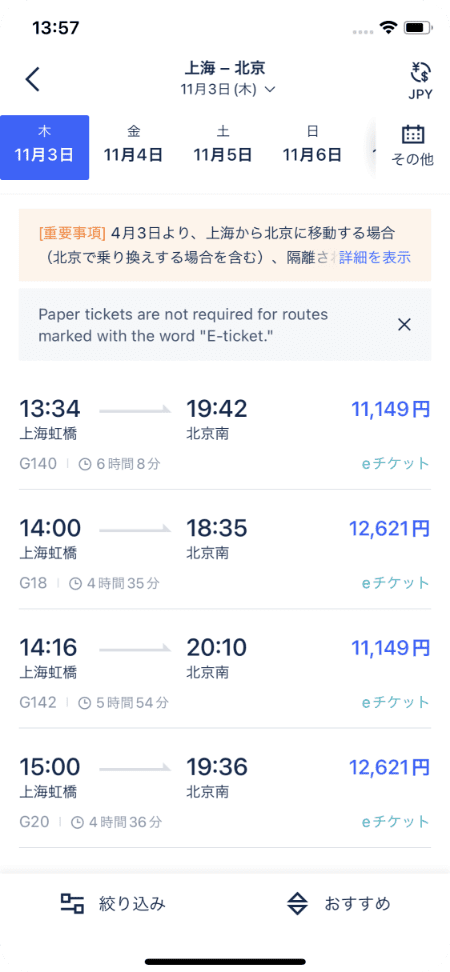 13:57
上海 – 北京
11月3日(木)
JPY
木
11月3日
金
11月4日
土
11月5日
日
11月6日
その他
[重要事項] 4月3日より、上海から北京に移動する場合
（北京で乗り換えする場合を含む）、隔離さ 詳細を表示
Paper tickets are not required for routes
marked with the word "E-ticket."
13:34 19:42 11,149円
上海虹橋 北京南
G140 6時間8分 eチケット
14:00 18:35 12,621円
上海虹橋 北京南
G18 4時間35分 eチケット
14:16 20:10 11,149円
上海虹橋 北京南
G142 5時間54分 eチケット
15:00 19:36 12,621円
上海虹橋 北京南
G20 4時間36分 eチケット
絞り込み おすすめ